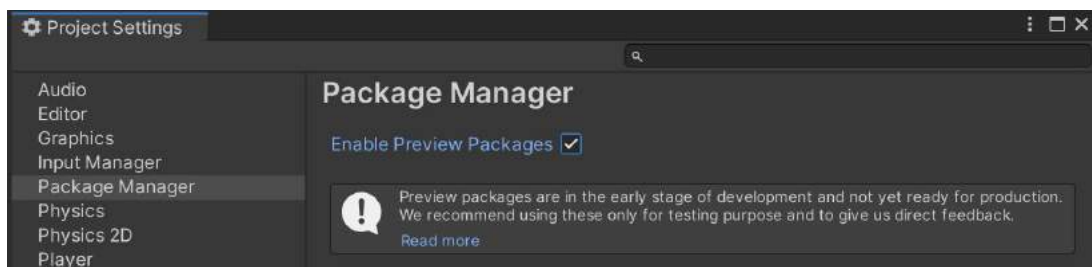 Project Settings
Audio
Editor
Graphics
Input Manager
Package Manager
Physics
Physics 2D
Player
Package Manager
Enable Preview Packages
Preview packages are in the early stage of development and not yet ready for production.
We recommend using these only for testing purpose and to give us direct feedback.
Read more